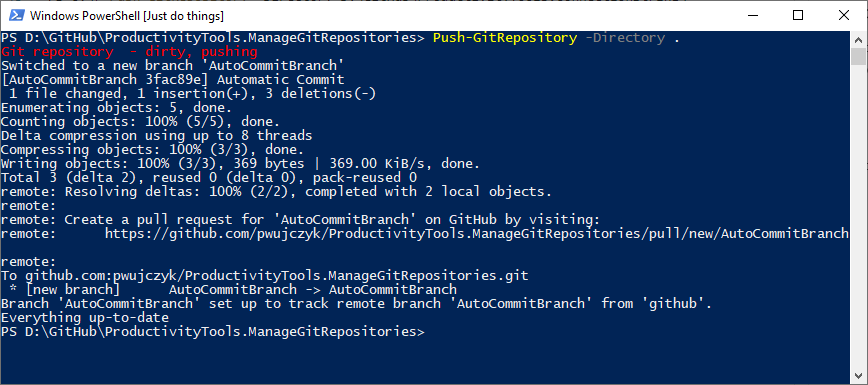 Windows PowerShell [Just do things]
PS D:\GitHub\ProductivityTools.ManageGitRepositories> Push-GitRepository -Directory .
Git repository  - dirty, pushing
Switched to a new branch 'AutoCommitBranch'
[AutoCommitBranch 3fac89e] Automatic Commit
 1 file changed, 1 insertion(+), 3 deletions(-)
Enumerating objects: 5, done.
Counting objects: 100% (5/5), done.
Delta compression using up to 8 threads
Compressing objects: 100% (3/3), done.
Writing objects: 100% (3/3), 369 bytes | 369.00 KiB/s, done.
Total 3 (delta 2), reused 0 (delta 0), pack-reused 0
remote: Resolving deltas: 100% (2/2), completed with 2 local objects.
remote:
remote: Create a pull request for 'AutoCommitBranch' on GitHub by visiting:
remote:      https://github.com/pwujczyk/ProductivityTools.ManageGitRepositories/pull/new/AutoCommitBranch
remote:
To github.com:pwujczyk/ProductivityTools.ManageGitRepositories.git
 * [new branch]      AutoCommitBranch -> AutoCommitBranch
Branch 'AutoCommitBranch' set up to track remote branch 'AutoCommitBranch' from 'github'.
Everything up-to-date
PS D:\GitHub\ProductivityTools.ManageGitRepositories>